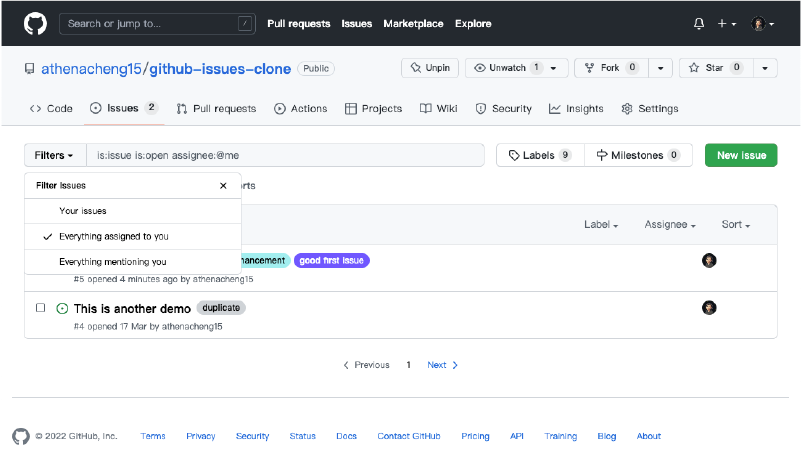 Search or jump to... /
Pull requests Issues Marketplace Explore
athenacheng15/github-issues-clone Public
Unpin Unwatch 1 Fork 0 Star 0
Code Issues 2 Pull requests Actions Projects Wiki Security Insights Settings
Filters is:issue is:open assignee:@me Labels 9 Milestones 0 New issue
Filter Issues
Your issues
Everything assigned to you
Everything mentioning you
Label Assignee Sort
good first issue
#5 opened 4 minutes ago by athenacheng15
This is another demo duplicate
#4 opened 17 Mar by athenacheng15
Previous 1 Next
© 2022 GitHub, Inc. Terms Privacy Security Status Docs Contact GitHub Pricing API Training Blog About